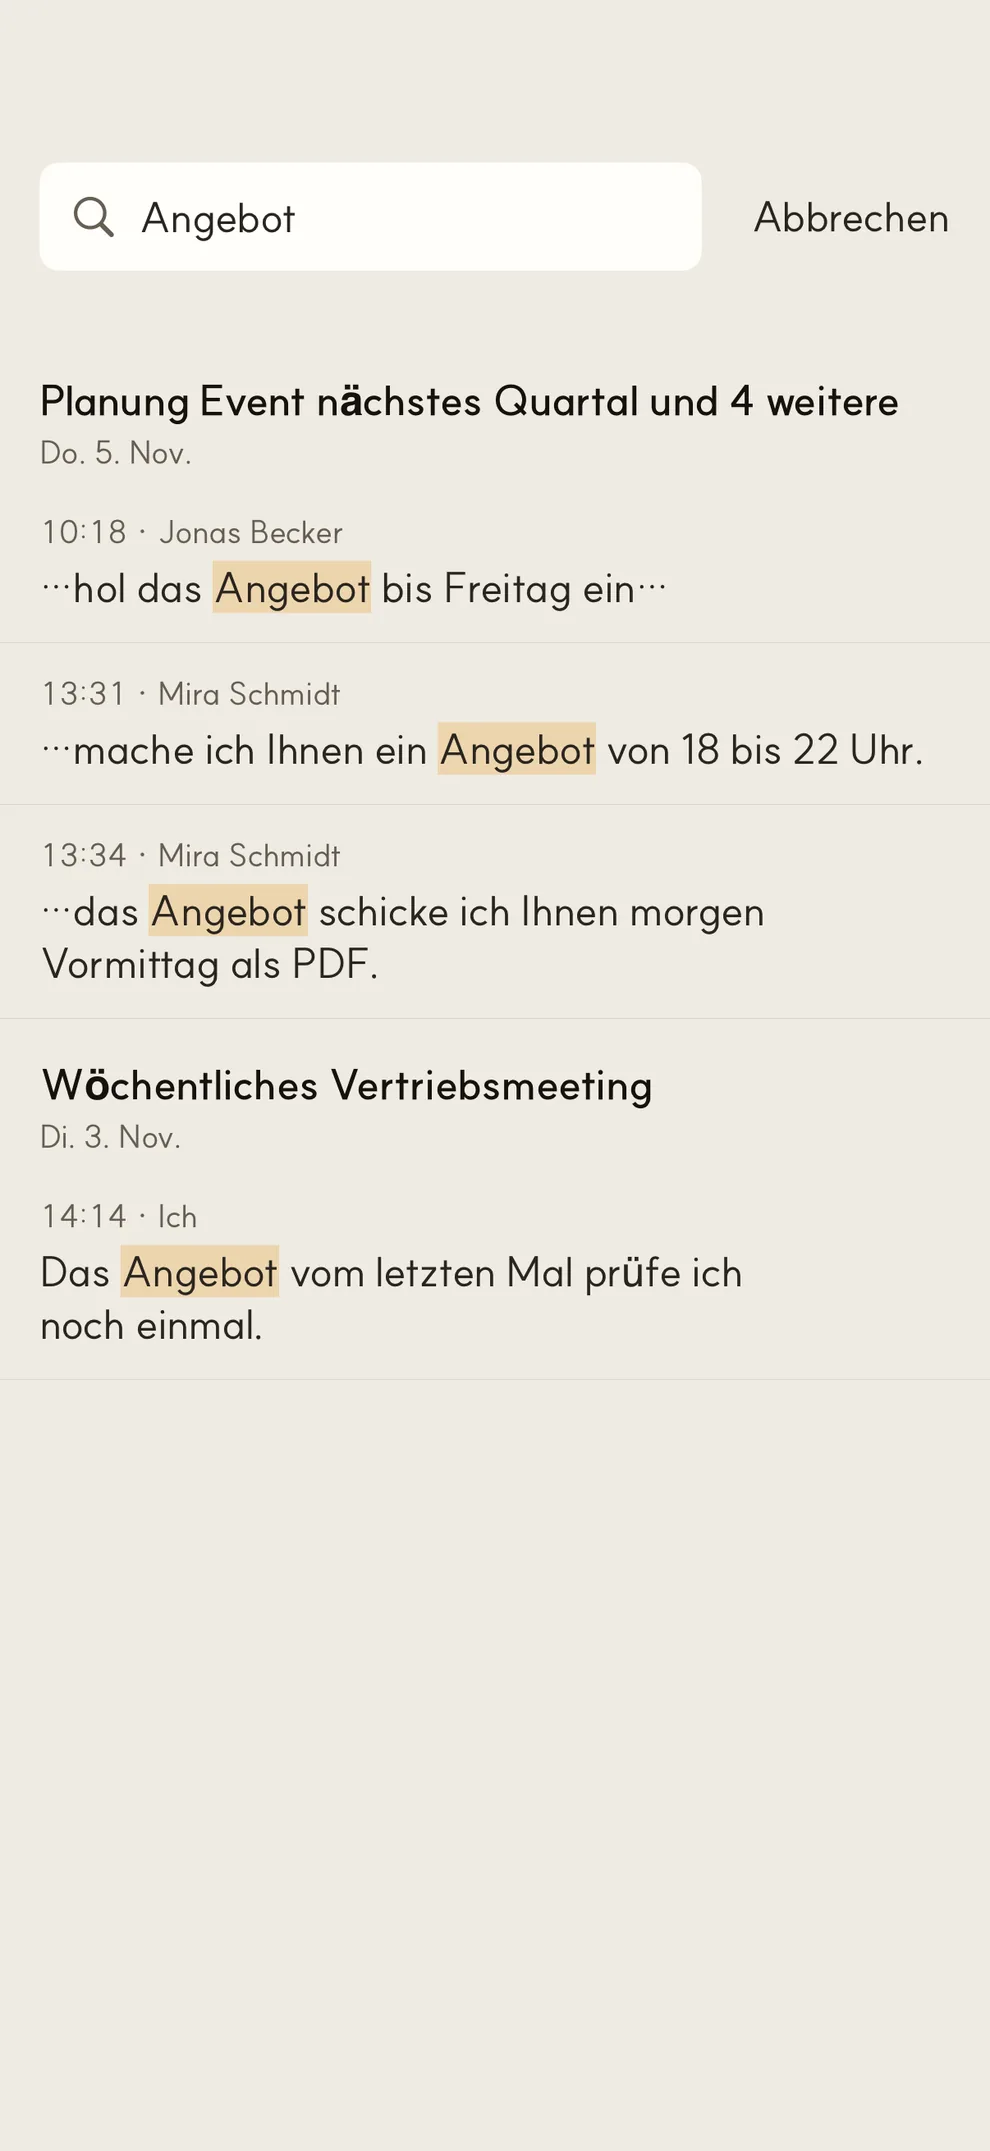 Angebot
Abbrechen
Planung Event nächstes Quartal und 4 weitere
Do. 5. Nov.
10:18 · Jonas Becker
···hol das Angebot bis Freitag ein···
13:31 · Mira Schmidt
···mache ich Ihnen ein Angebot von 18 bis 22 Uhr.
13:34 · Mira Schmidt
···das Angebot schicke ich Ihnen morgen
Vormittag als PDF.
Wöchentliches Vertriebsmeeting
Di. 3. Nov.
14:14 · Ich
Das Angebot vom letzten Mal prüfe ich
noch einmal.